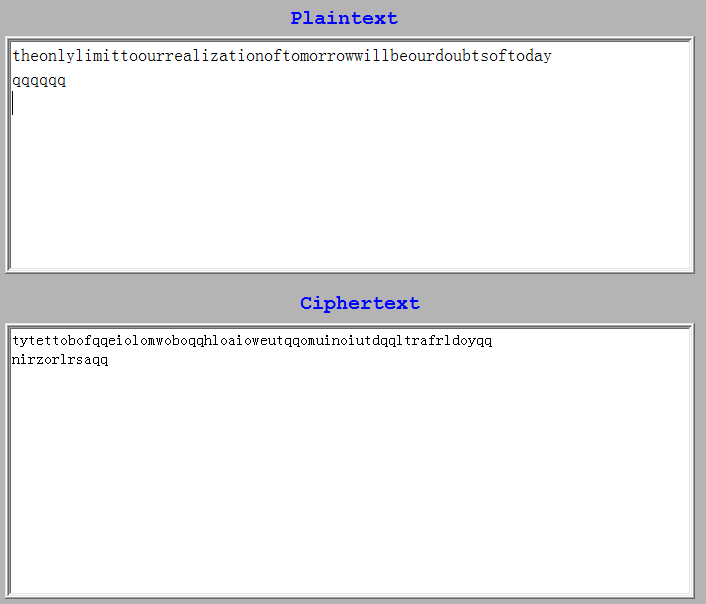 Plaintext
theonlylimittoourrealizationoftomorrowwillbeourdoubtsoftoday
qqqqqq
Ciphertext
tytettobofqqeiolomwoboqqhloaioweutqqomuinoiutdqqltrafrldoyqq
nirzorlrsaqq